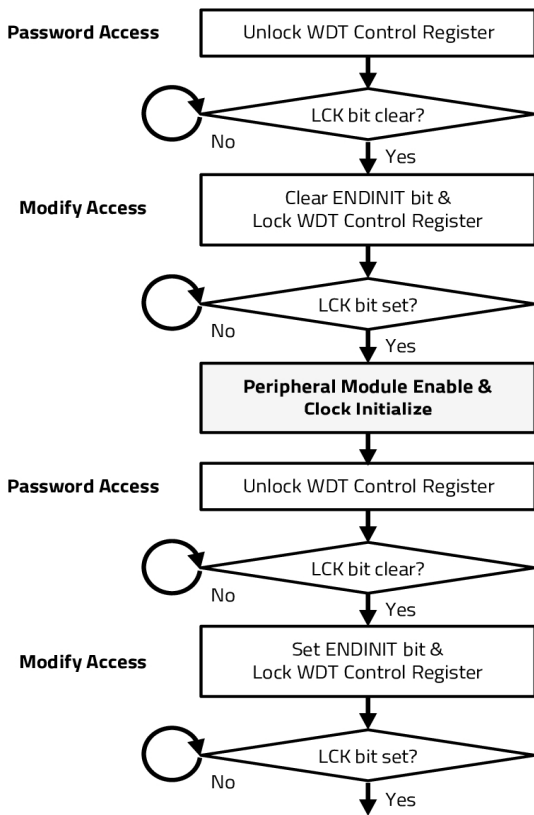 Password Access
Unlock WDT Control Register
LCK bit clear?
No
Yes
Modify Access
Clear ENDINIT bit &
Lock WDT Control Register
LCK bit set?
No
Yes
Peripheral Module Enable &
Clock Initialize
Password Access
Unlock WDT Control Register
LCK bit clear?
No
Yes
Modify Access
Set ENDINIT bit &
Lock WDT Control Register
LCK bit set?
No
Yes